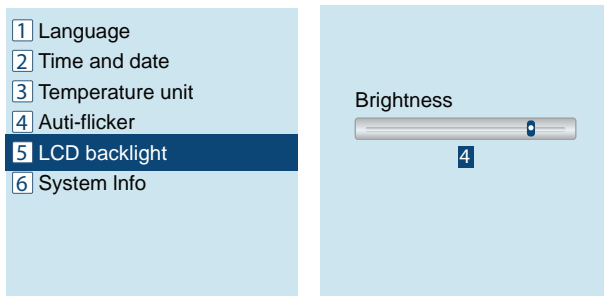 1 Language
2 Time and date
3 Temperature unit
4 Auti-flicker
5 LCD backlight
6 System Info
Brightness
4